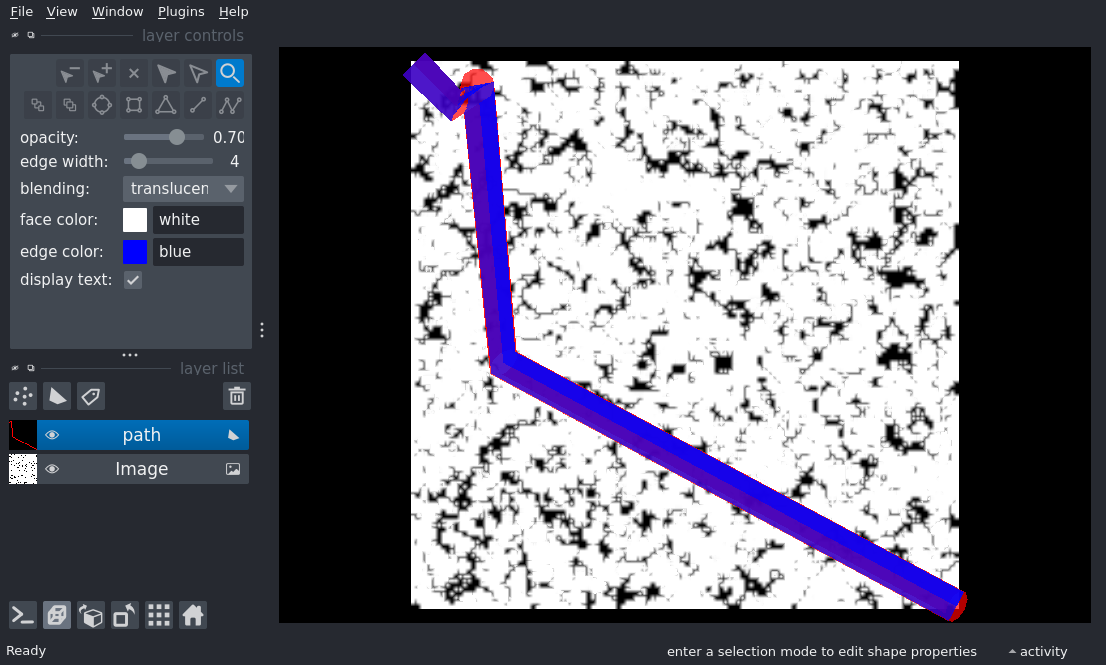 File View Window Plugins Help
layer controls
opacity: 0.70
edge width: 4
blending: translucen
face color: white
edge color: blue
display text:
layer list
path
Image
Ready
enter a selection mode to edit shape properties
activity